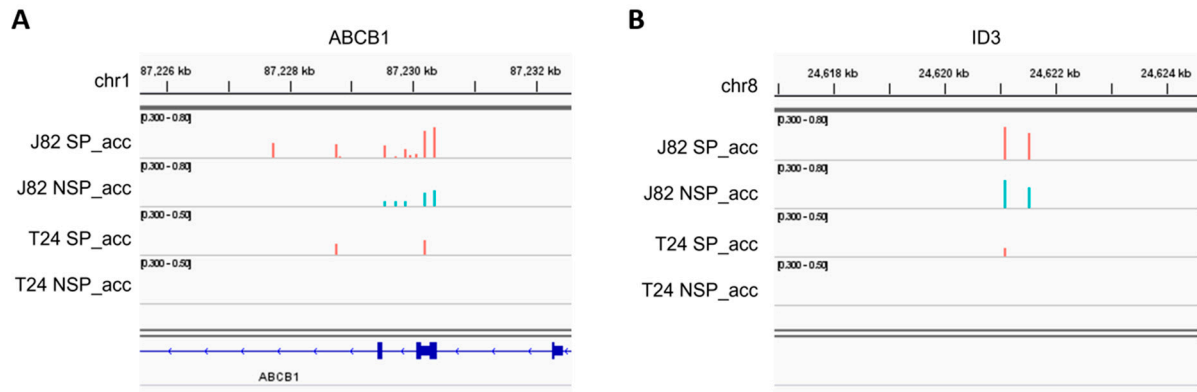 A
ABCB1
chr1
87,226 kb 87,228 kb 87,230 kb 87,232 kb
[0.300 - 0.80]
J82 SP_acc
[0.300 - 0.80]
J82 NSP_acc
[0.300 - 0.50]
T24 SP_acc
[0.300 - 0.50]
T24 NSP_acc
ABCB1
B
ID3
chr8
24,618 kb 24,620 kb 24,622 kb 24,624 kb
[0.300 - 0.80]
J82 SP_acc
[0.300 - 0.80]
J82 NSP_acc
[0.300 - 0.50]
T24 SP_acc
[0.300 - 0.50]
T24 NSP_acc